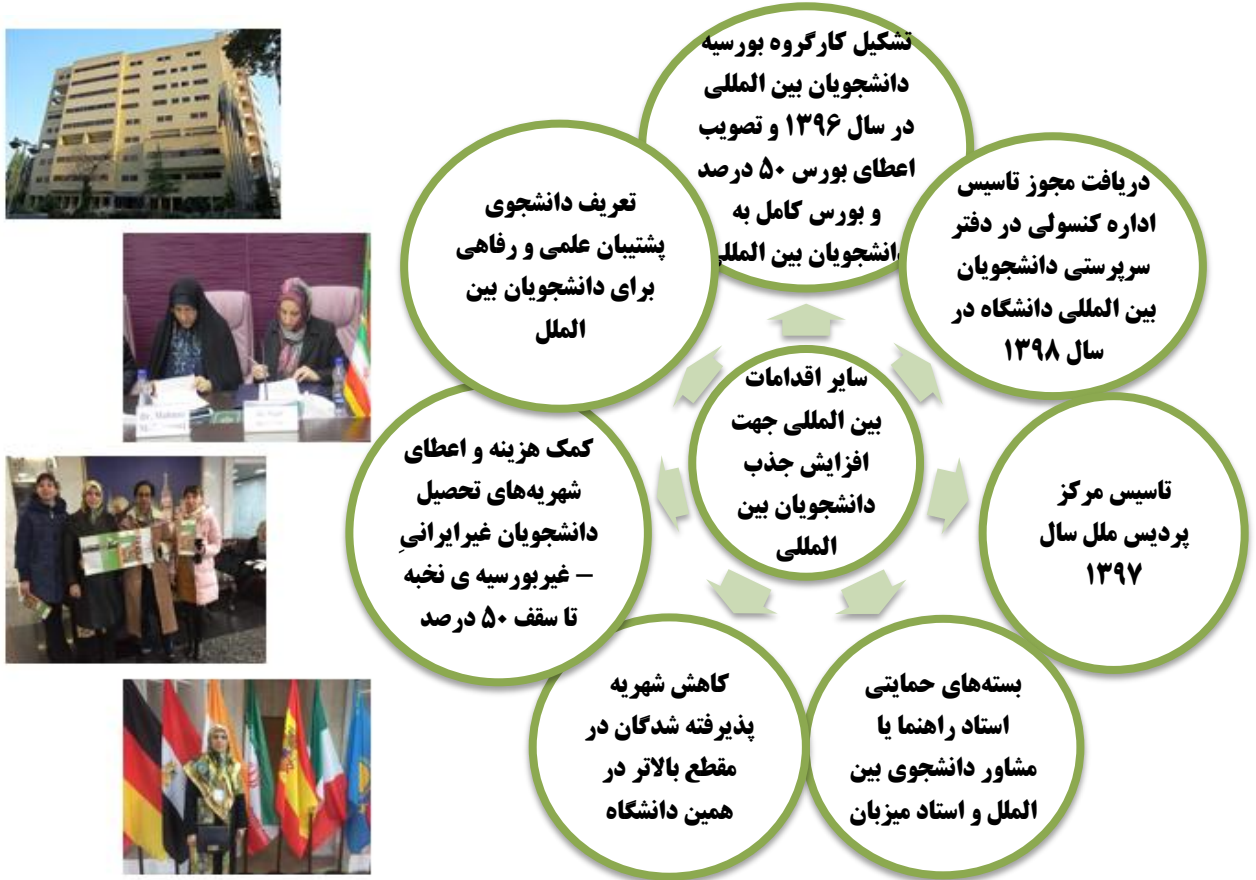 تشکیل کارگروه بورسیه
دانشجویان بین المللی
در سال ۱۳۹۶ و تصویب
اعطای بورس ۵۰ درصد
و بورس کامل به
دانشجویان بین المللی
دریافت مجوز تاسیس
اداره کنسولی در دفتر
سرپرستی دانشجویان
بین المللی دانشگاه در
سال ۱۳۹۸
تاسیس مرکز
پردیس ملل سال
۱۳۹۷
بسته‌های حمایتی
استاد راهنما یا
مشاور دانشجوی بین
الملل و استاد میزبان
کاهش شهریه
پذیرفته شدگان در
مقطع بالاتر در
همین دانشگاه
کمک هزینه و اعطای
شهریه‌های تحصیل
دانشجویان غیرایرانیِ
– غیربورسیه ی نخبه
تا سقف ۵۰ درصد
تعریف دانشجوی
پشتیبان علمی و رفاهی
برای دانشجویان بین
الملل
سایر اقدامات
بین المللی جهت
افزایش جذب
دانشجویان بین
المللی